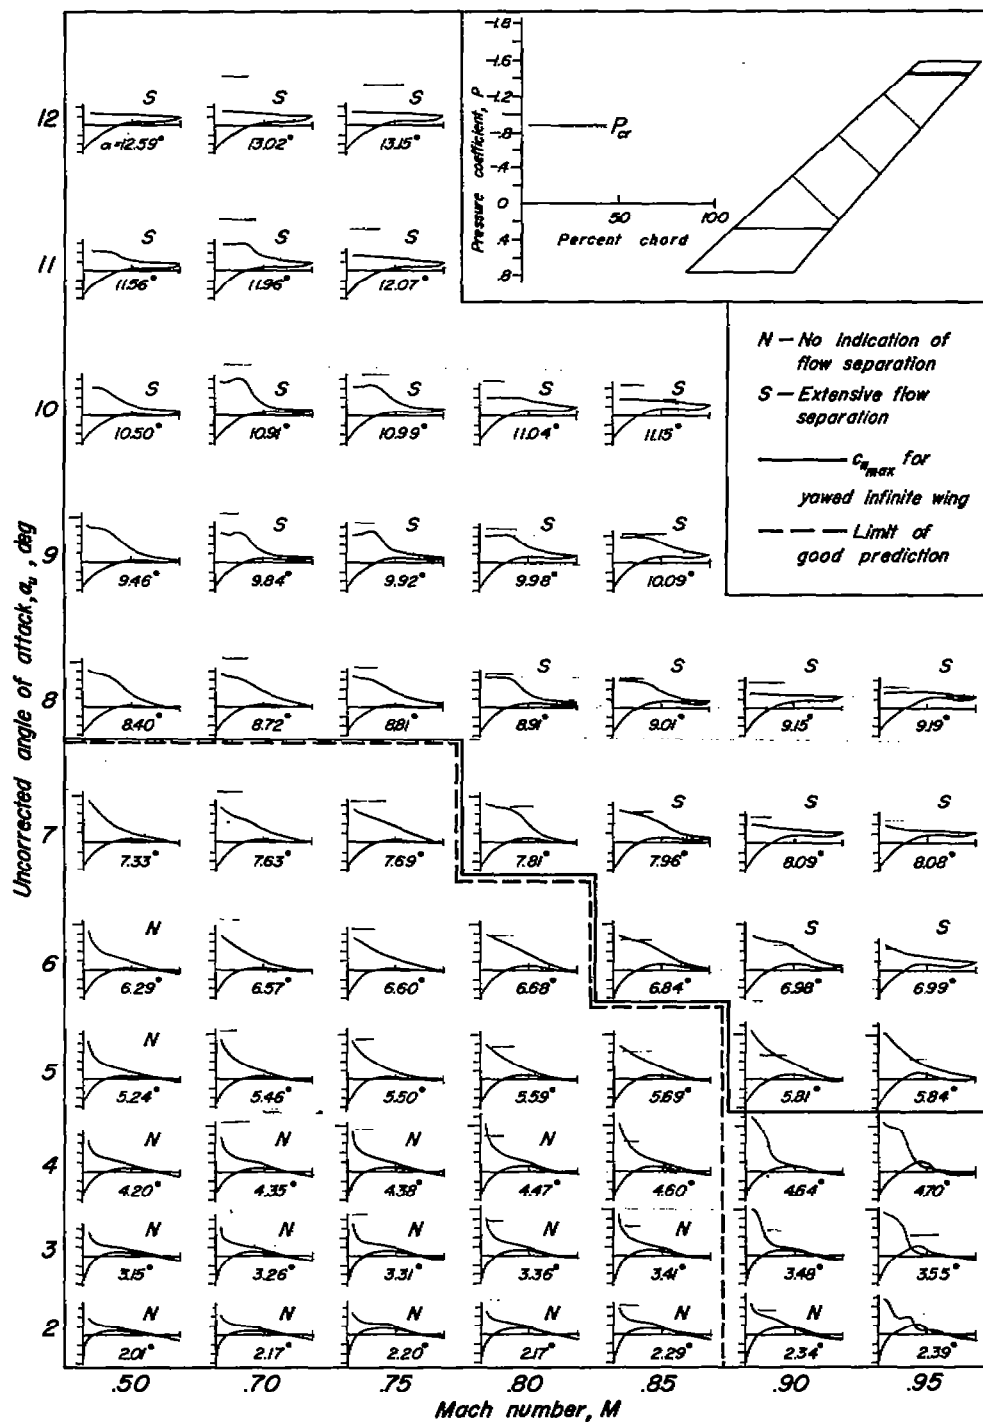 -1.8
-1.6
-1.2
-.8
-.4
0
.4
.8
Pressure coefficient, P
P_cr
50 100
Percent chord
N — No indication of
flow separation
S — Extensive flow
separation
c_n_max for
yawed infinite wing
Limit of
good prediction
Uncorrected angle of attack, α_u, deg
12
S S S
α=12.59° 13.02° 13.15°
11
S S S
11.56° 11.96° 12.07°
10
S S S S S
10.50° 10.91° 10.99° 11.04° 11.15°
9
S S S S
9.46° 9.84° 9.92° 9.98° 10.09°
8
S S S S
8.40° 8.72° 8.81° 8.91° 9.01° 9.15° 9.19°
7
S S S
7.33° 7.63° 7.69° 7.81° 7.96° 8.09° 8.08°
6
N S S
6.29° 6.57° 6.60° 6.68° 6.84° 6.98° 6.99°
5
N
5.24° 5.46° 5.50° 5.59° 5.69° 5.81° 5.84°
4
N N N N N
4.20° 4.35° 4.38° 4.47° 4.60° 4.64° 4.70°
3
N N N N N
3.15° 3.26° 3.31° 3.36° 3.41° 3.48° 3.55°
2
N N N N N N
2.01° 2.17° 2.20° 2.17° 2.29° 2.34° 2.39°
.50 .70 .75 .80 .85 .90 .95
Mach number, M